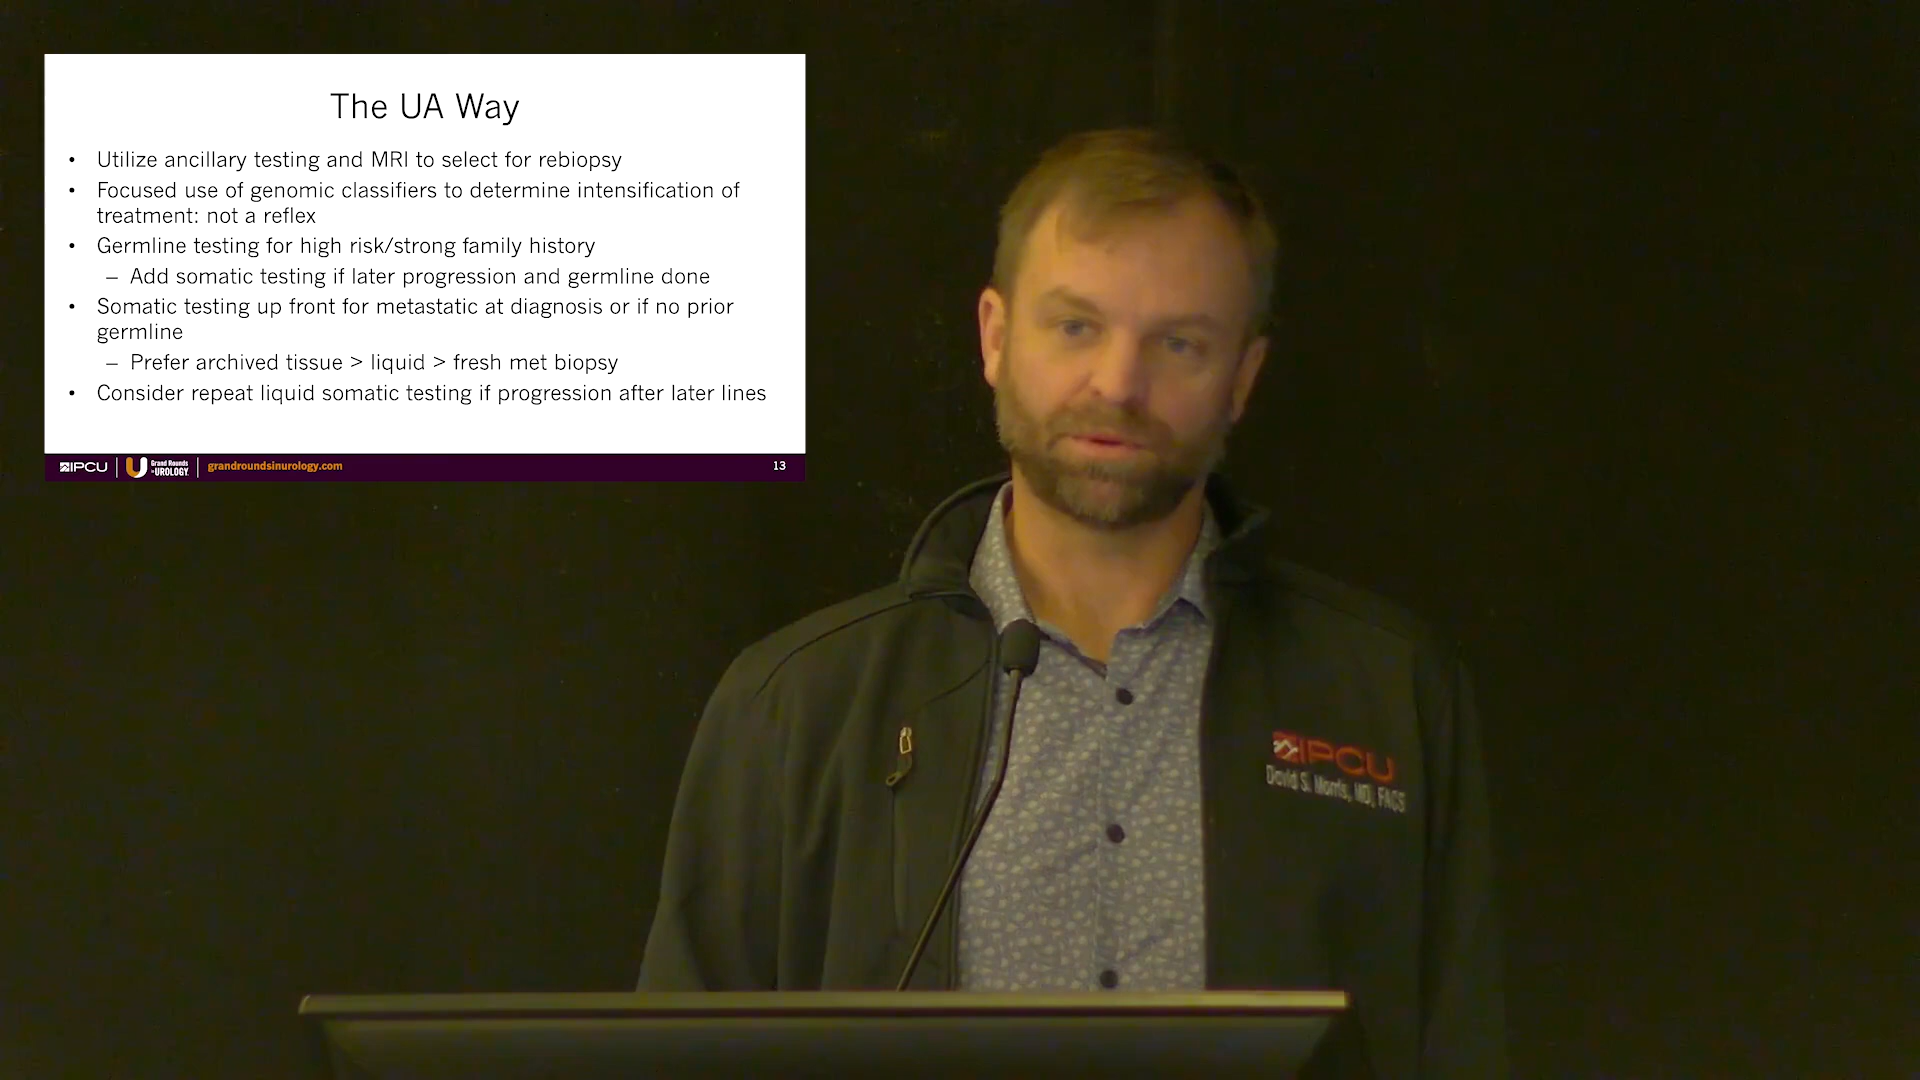 The UA Way
• Utilize ancillary testing and MRI to select for rebiopsy
• Focused use of genomic classifiers to determine intensification of
treatment: not a reflex
• Germline testing for high risk/strong family history
– Add somatic testing if later progression and germline done
• Somatic testing up front for metastatic at diagnosis or if no prior
germline
– Prefer archived tissue > liquid > fresh met biopsy
• Consider repeat liquid somatic testing if progression after later lines
IPCU
Grand Rounds
in UROLOGY
grandroundsinurology.com
13
IPCU
David S. Morris, MD, FACS